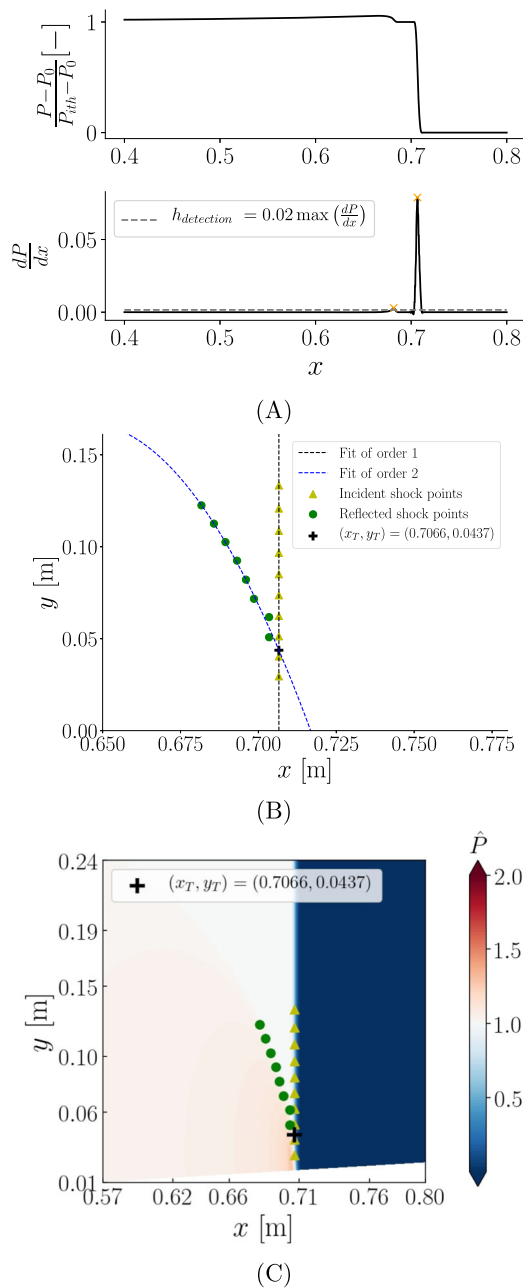 P−P₀ / P_ith−P₀ [−]
1
0
0.4 0.5 0.6 0.7 0.8
h_detection = 0.02 max (dP/dx)
dP/dx
0.05
0.00
0.4 0.5 0.6 0.7 0.8
x
(A)
0.15
0.10
0.05
0.00
y [m]
Fit of order 1
Fit of order 2
Incident shock points
Reflected shock points
(x_T, y_T) = (0.7066, 0.0437)
0.650 0.675 0.700 0.725 0.750 0.775
x [m]
(B)
P̂
(x_T, y_T) = (0.7066, 0.0437)
0.24
0.19
0.15
0.10
0.06
0.01
y [m]
2.0
1.5
1.0
0.5
0.57 0.62 0.66 0.71 0.76 0.80
x [m]
(C)